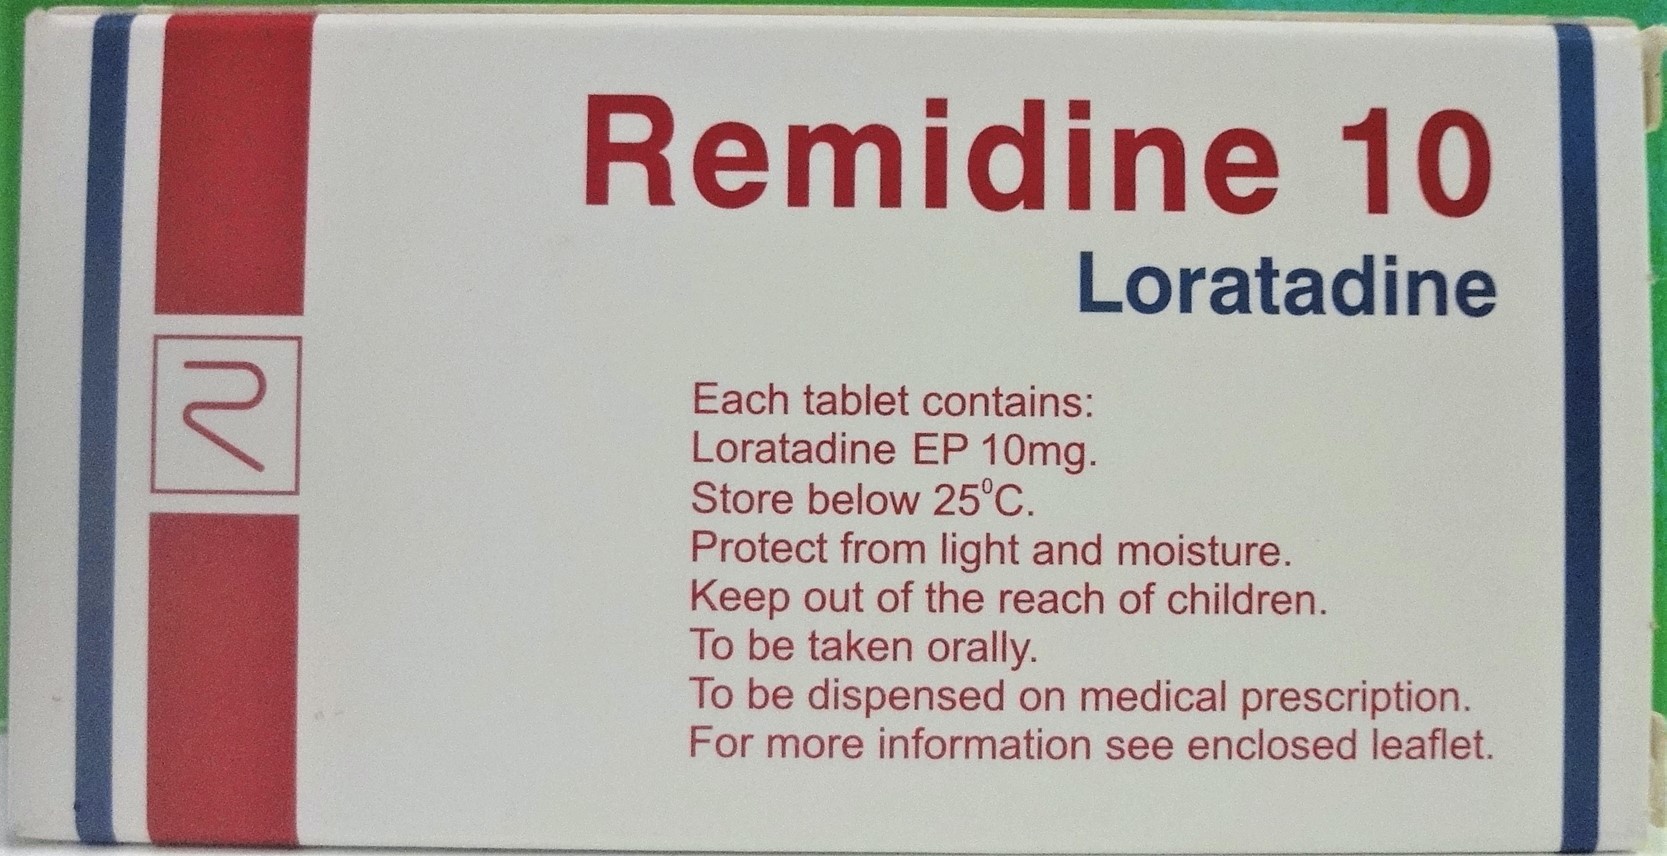 Remidine 10
Loratadine
Each tablet contains:
Loratadine EP 10mg.
Store below 25⁰C.
Protect from light and moisture.
Keep out of the reach of children.
To be taken orally.
To be dispensed on medical prescription.
For more information see enclosed leaflet.